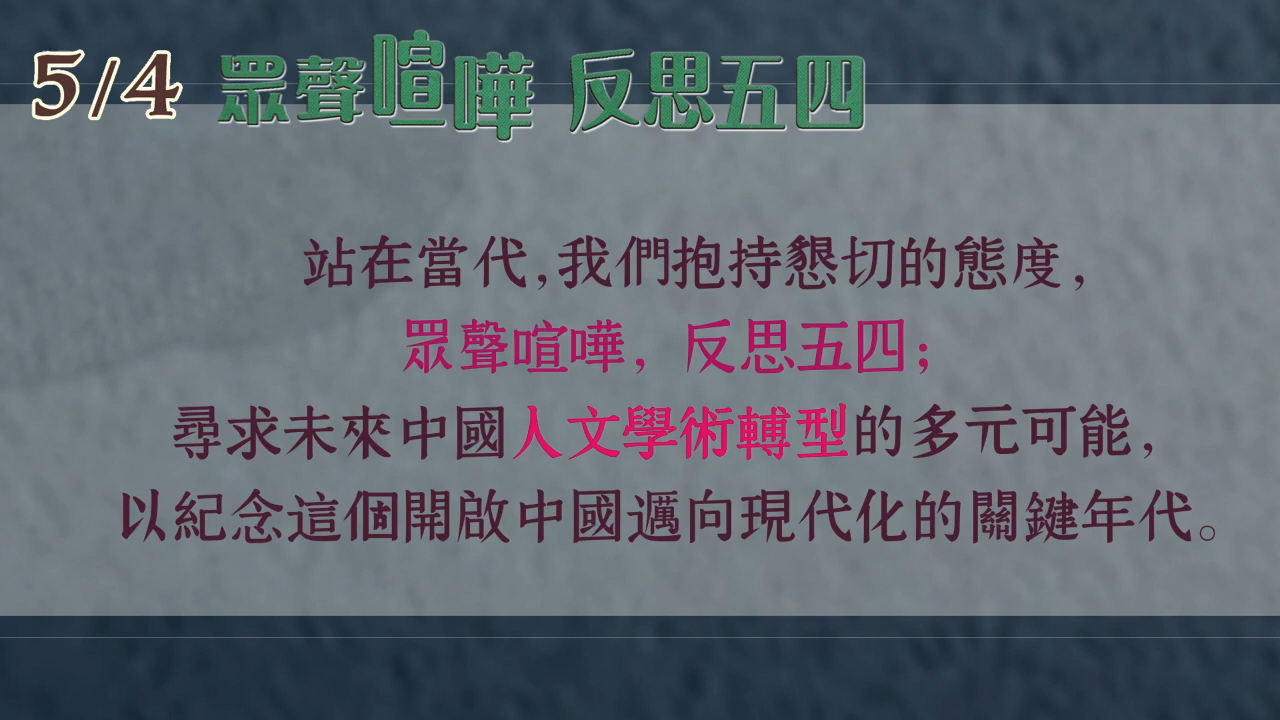 5/4 眾聲喧嘩 反思五四
站在當代,我們抱持懇切的態度,
眾聲喧嘩, 反思五四;
尋求未來中國人文學術轉型的多元可能,
以紀念這個開啟中國邁向現代化的關鍵年代。